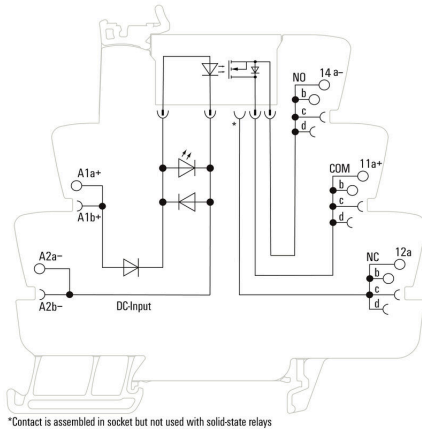 NO 14 a–
b
c
d
*
COM 11a+
b
c
d
A1a+
A1b+
NC 12a
b
c
d
A2a–
A2b–
DC-Input
*Contact is assembled in socket but not used with solid-state relays